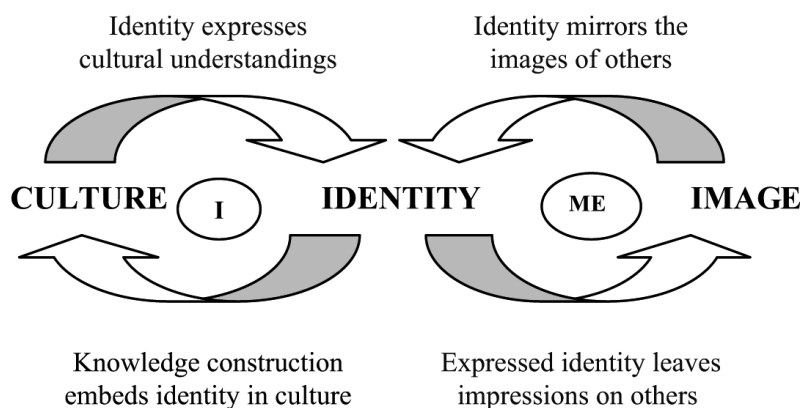 Identity expresses
cultural understandings
Identity mirrors the
images of others
CULTURE
I
IDENTITY
ME
IMAGE
Knowledge construction
embeds identity in culture
Expressed identity leaves
impressions on others